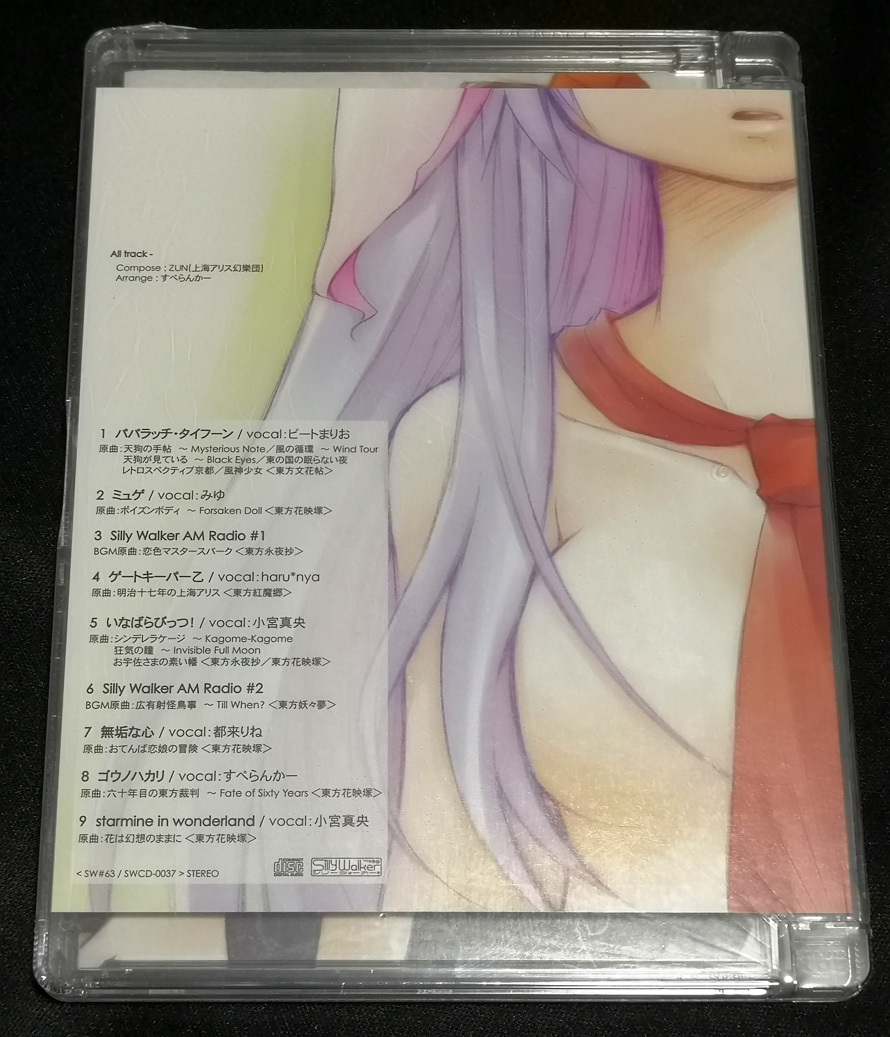 All track -
Compose : ZUN(上海アリス幻樂団)
Arrange : すぺらんかー
1 パパラッチ・タイフーン / vocal:ビートまりお
原曲:天狗の手帖 ～ Mysterious Note／風の循環 ～ Wind Tour
天狗が見ている ～ Black Eyes／東の国の眠らない夜
レトロスペクティブ京都／風神少女 <東方文花帖>
2 ミュゲ / vocal:みゆ
原曲:ポイズンボディ ～ Forsaken Doll <東方花映塚>
3 Silly Walker AM Radio #1
BGM原曲:恋色マスタースパーク <東方永夜抄>
4 ゲートキーパー乙 / vocal:haru*nya
原曲:明治十七年の上海アリス <東方紅魔郷>
5 いなばらびっつ! / vocal:小宮真央
原曲:シンデレラケージ ～ Kagome-Kagome
狂気の瞳 ～ Invisible Full Moon
お宇佐さまの素い幡 <東方永夜抄／東方花映塚>
6 Silly Walker AM Radio #2
BGM原曲:広有射怪鳥事 ～ Till When? <東方妖々夢>
7 無垢な心 / vocal:都来りね
原曲:おてんば恋娘の冒険 <東方花映塚>
8 ゴウノハカリ / vocal:すぺらんかー
原曲:六十年目の東方裁判 ～ Fate of Sixty Years <東方花映塚>
9 starmine in wonderland / vocal:小宮真央
原曲:花は幻想のままに <東方花映塚>
< SW#63 / SWCD-0037 > STEREO
COMPACT disc DIGITAL AUDIO
Silly Walker